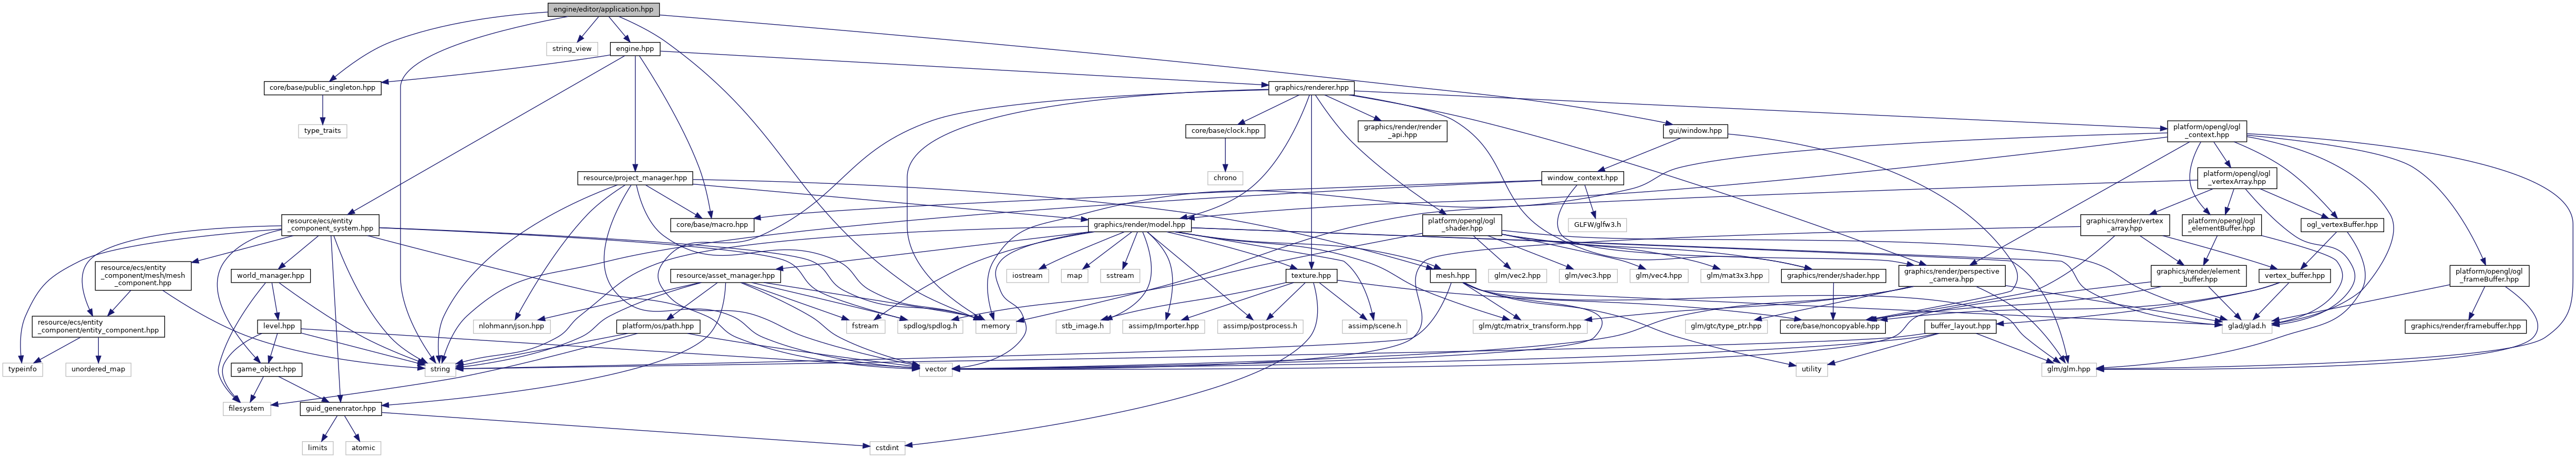 engine/editor/application.hpp
string_view
engine.hpp
core/base/public_singleton.hpp
graphics/renderer.hpp
type_traits
core/base/clock.hpp
graphics/render/render
_api.hpp
gui/window.hpp
platform/opengl/ogl
_context.hpp
resource/project_manager.hpp
chrono
window_context.hpp
platform/opengl/ogl
_vertexArray.hpp
resource/ecs/entity
_component_system.hpp
core/base/macro.hpp
graphics/render/model.hpp
platform/opengl/ogl
_shader.hpp
GLFW/glfw3.h
graphics/render/vertex
_array.hpp
platform/opengl/ogl
_elementBuffer.hpp
ogl_vertexBuffer.hpp
resource/ecs/entity
_component/mesh/mesh
_component.hpp
world_manager.hpp
resource/asset_manager.hpp
iostream
map
sstream
texture.hpp
mesh.hpp
glm/vec2.hpp
glm/vec3.hpp
glm/vec4.hpp
glm/mat3x3.hpp
graphics/render/shader.hpp
graphics/render/perspective
_camera.hpp
graphics/render/element
_buffer.hpp
vertex_buffer.hpp
platform/opengl/ogl
_frameBuffer.hpp
resource/ecs/entity
_component/entity_component.hpp
level.hpp
nlohmann/json.hpp
platform/os/path.hpp
fstream
spdlog/spdlog.h
memory
stb_image.h
assimp/Importer.hpp
assimp/postprocess.h
assimp/scene.h
glm/gtc/matrix_transform.hpp
glm/gtc/type_ptr.hpp
core/base/noncopyable.hpp
buffer_layout.hpp
glad/glad.h
graphics/render/framebuffer.hpp
typeinfo
unordered_map
game_object.hpp
string
vector
utility
glm/glm.hpp
filesystem
guid_genenrator.hpp
limits
atomic
cstdint